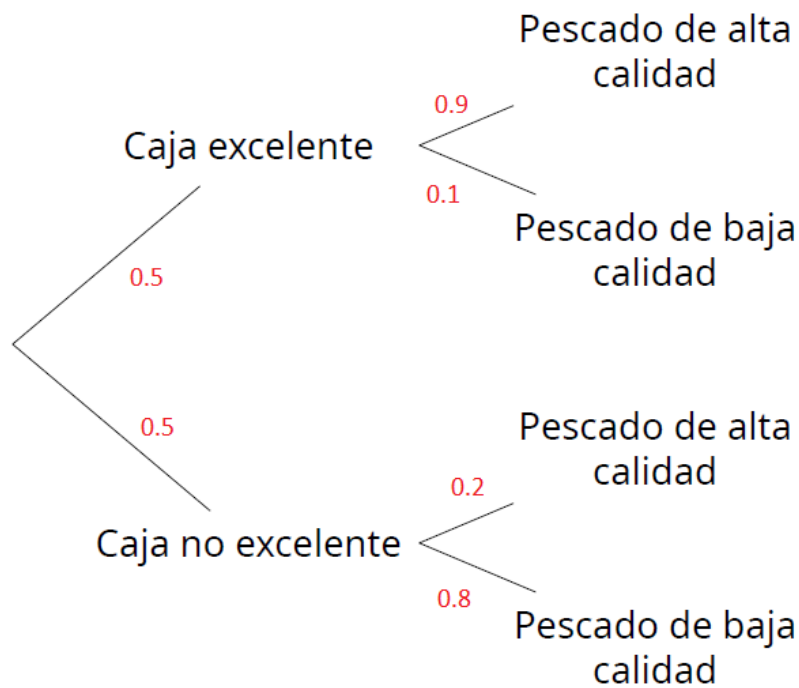 Pescado de alta
calidad
0.9
Caja excelente
0.1
Pescado de baja
calidad
0.5
0.5
Pescado de alta
calidad
0.2
Caja no excelente
0.8
Pescado de baja
calidad